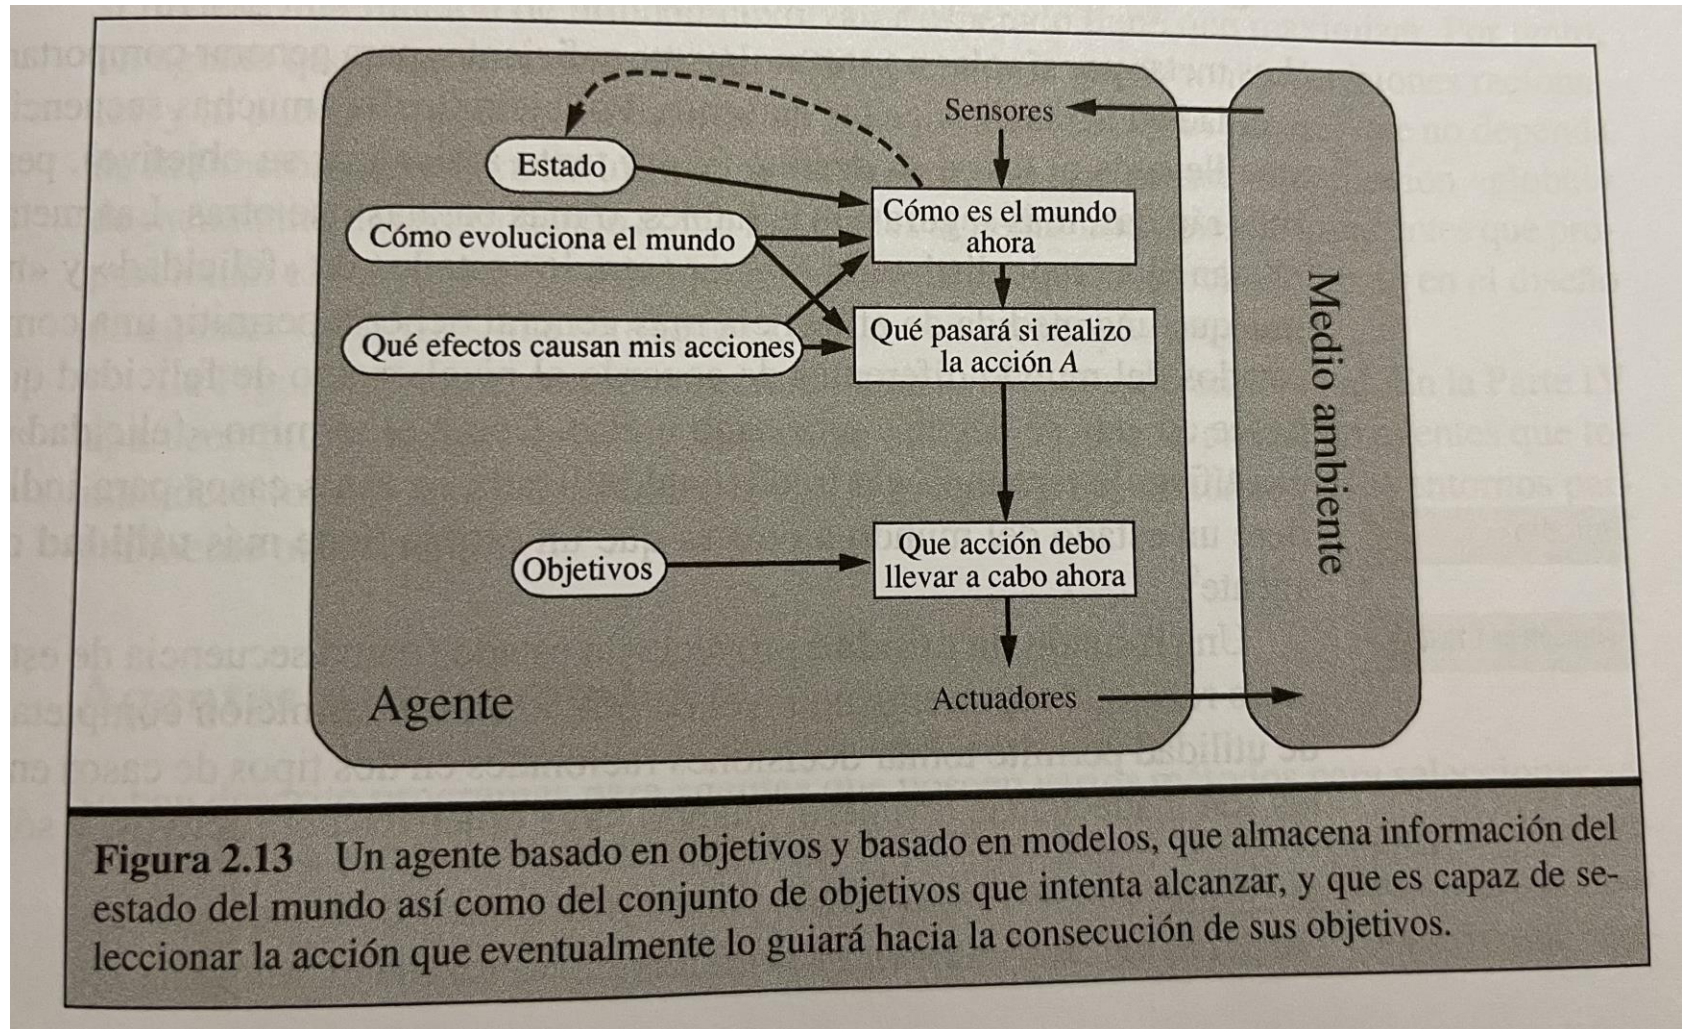 Sensores
Estado
Cómo es el mundo
ahora
Cómo evoluciona el mundo
Qué efectos causan mis acciones
Qué pasará si realizo
la acción A
Medio ambiente
Objetivos
Que acción debo
llevar a cabo ahora
Agente
Actuadores
Figura 2.13 Un agente basado en objetivos y basado en modelos, que almacena información del
estado del mundo así como del conjunto de objetivos que intenta alcanzar, y que es capaz de se-
leccionar la acción que eventualmente lo guiará hacia la consecución de sus objetivos.